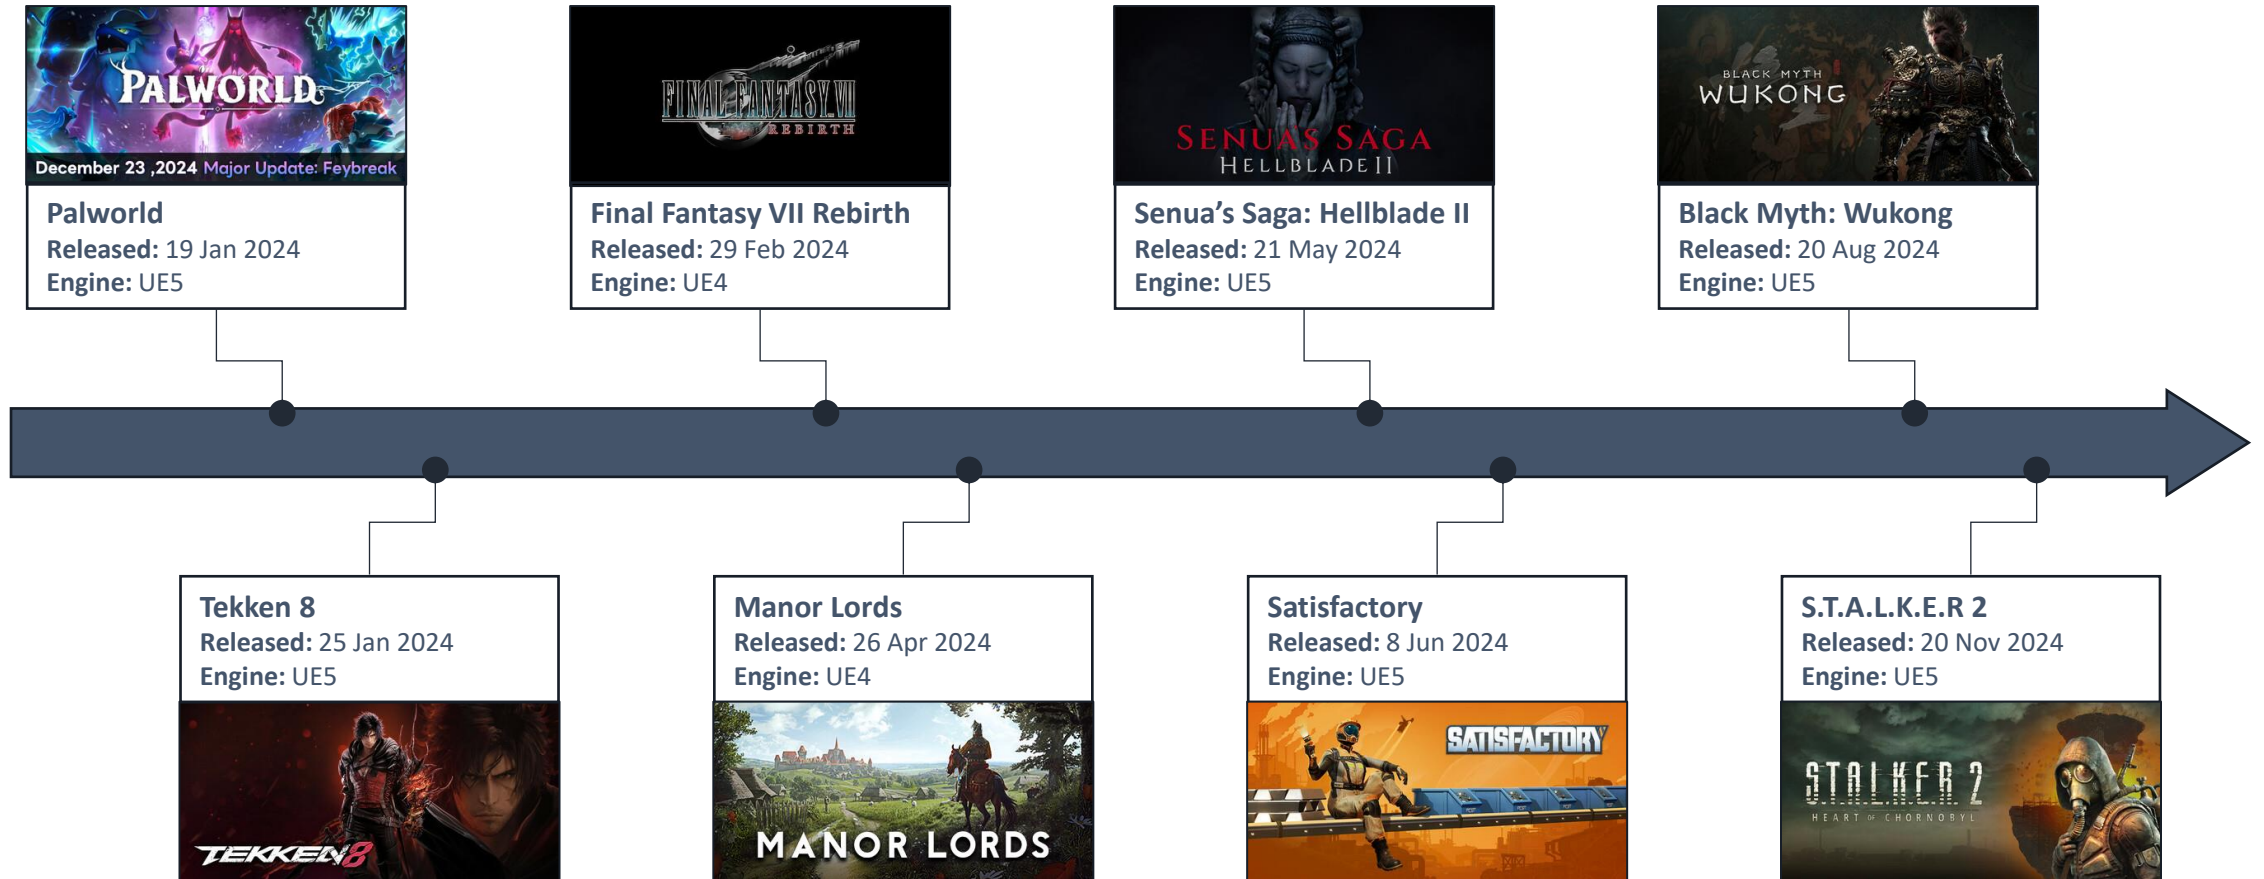 PALWORLD
December 23 ,2024 Major Update: Feybreak
Palworld
Released: 19 Jan 2024
Engine: UE5
FINAL FANTASY VII
REBIRTH
Final Fantasy VII Rebirth
Released: 29 Feb 2024
Engine: UE4
SENUA'S SAGA
HELLBLADE II
Senua’s Saga: Hellblade II
Released: 21 May 2024
Engine: UE5
BLACK MYTH
WUKONG
Black Myth: Wukong
Released: 20 Aug 2024
Engine: UE5
Tekken 8
Released: 25 Jan 2024
Engine: UE5
TEKKEN 8
Manor Lords
Released: 26 Apr 2024
Engine: UE4
MANOR LORDS
Satisfactory
Released: 8 Jun 2024
Engine: UE5
SATISFACTORY
S.T.A.L.K.E.R 2
Released: 20 Nov 2024
Engine: UE5
S.T.A.L.K.E.R. 2
HEART OF CHORNOBYL